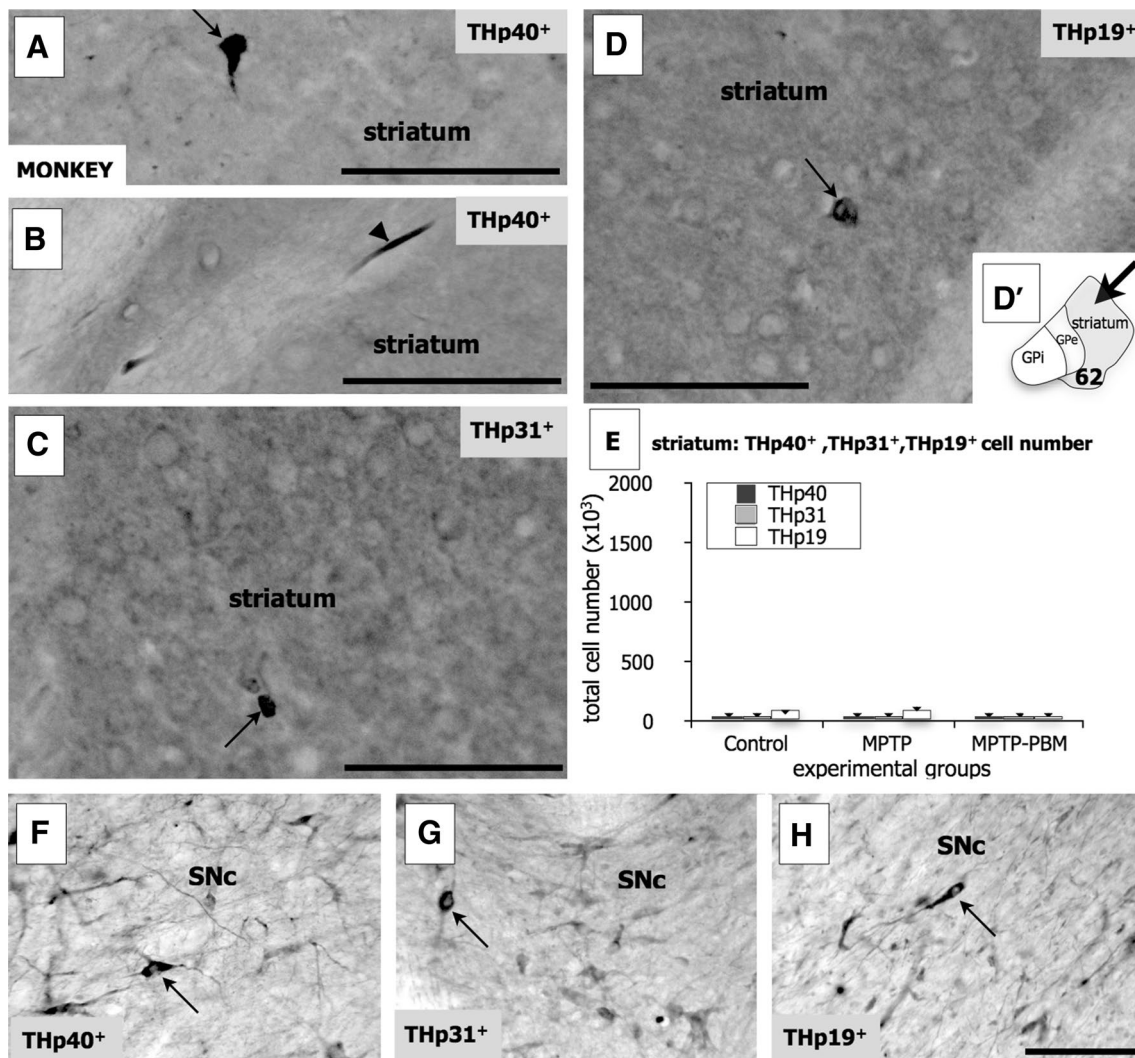 A
THp40⁺
striatum
MONKEY
B
THp40⁺
striatum
C
THp31⁺
striatum
D
THp19⁺
striatum
D′
striatum
GPe
GPi
62
E
striatum: THp40⁺ ,THp31⁺,THp19⁺ cell number
total cell number (x10³)
2000
1500
1000
500
0
THp40
THp31
THp19
Control
MPTP
MPTP-PBM
experimental groups
F
SNc
THp40⁺
G
SNc
THp31⁺
H
SNc
THp19⁺